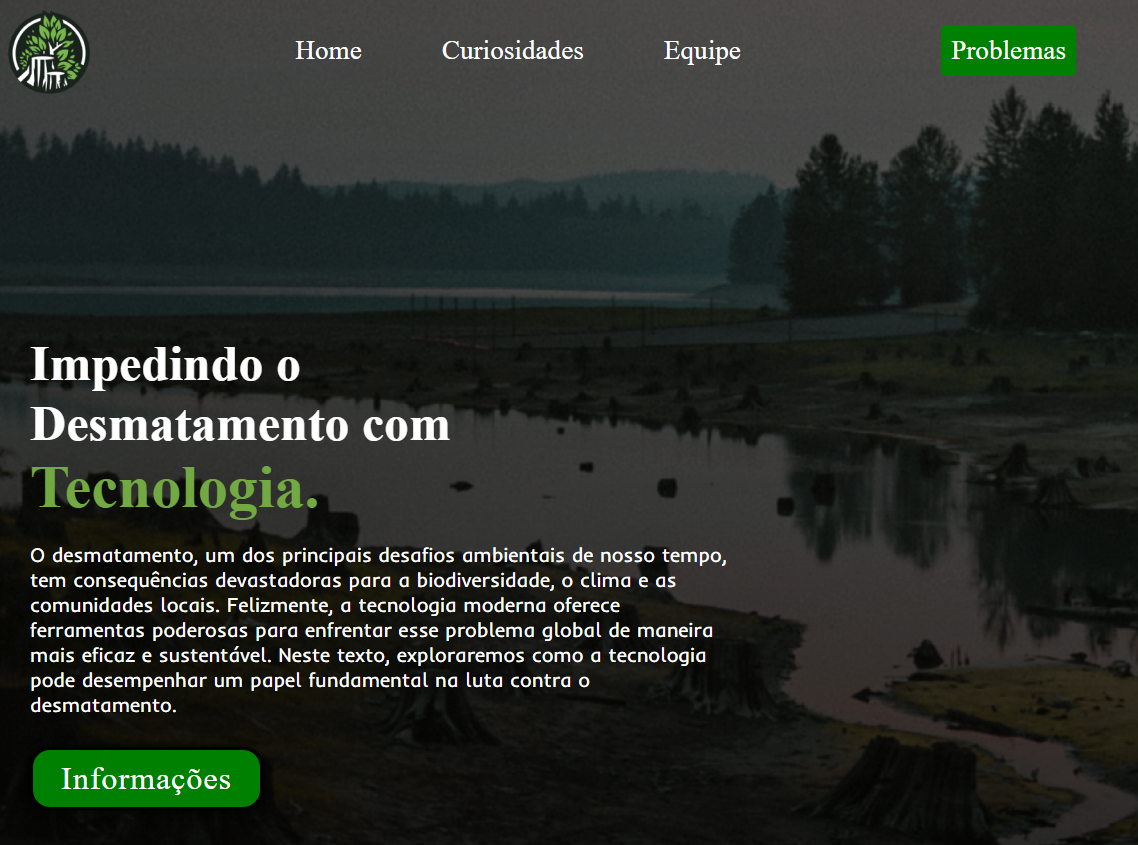 Home
Curiosidades
Equipe
Problemas
Impedindo o
Desmatamento com
Tecnologia.
O desmatamento, um dos principais desafios ambientais de nosso tempo,
tem consequências devastadoras para a biodiversidade, o clima e as
comunidades locais. Felizmente, a tecnologia moderna oferece
ferramentas poderosas para enfrentar esse problema global de maneira
mais eficaz e sustentável. Neste texto, exploraremos como a tecnologia
pode desempenhar um papel fundamental na luta contra o
desmatamento.
Informações